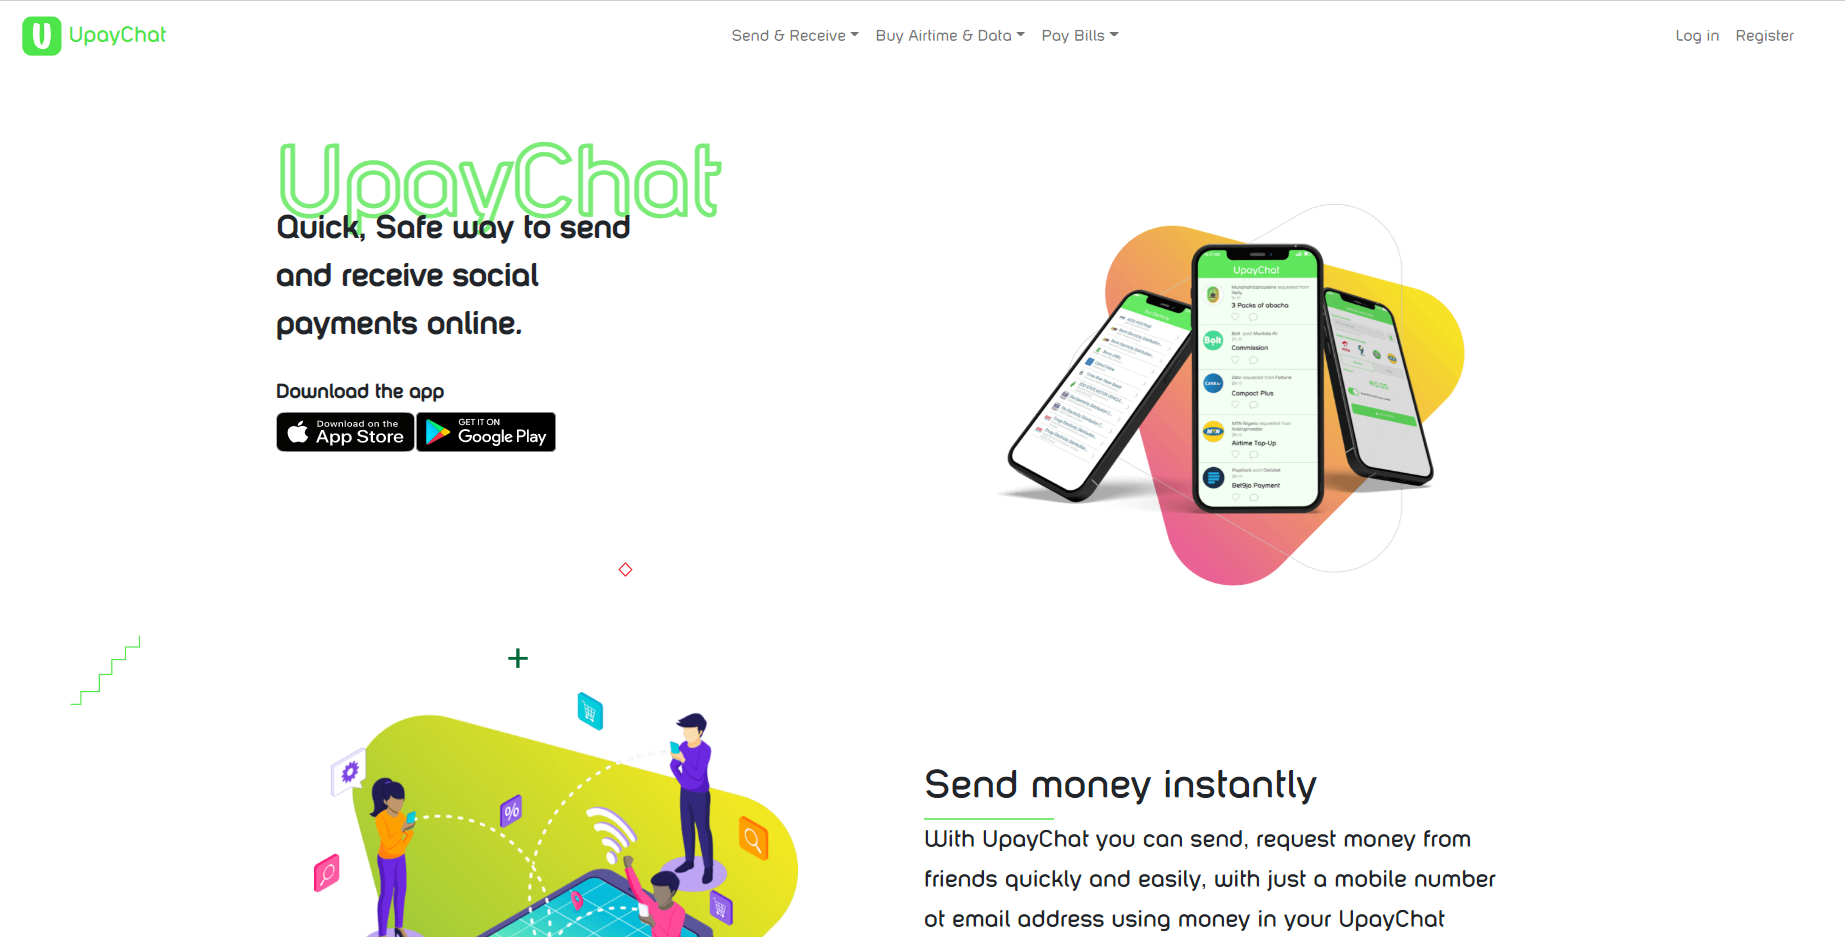 UpayChat
Send & Receive
Buy Airtime & Data
Pay Bills
Log in
Register
UpayChat
Quick, Safe way to send
and receive social
payments online.
Download the app
Download on the
App Store
GET IT ON
Google Play
UpayChat
3 Packs of abacha
Bolt
Commission
Compact Plus
MTN
Airtime Top-Up
Bet9ja Payment
%
Send money instantly
With UpayChat you can send, request money from
friends quickly and easily, with just a mobile number
ot email address using money in your UpayChat